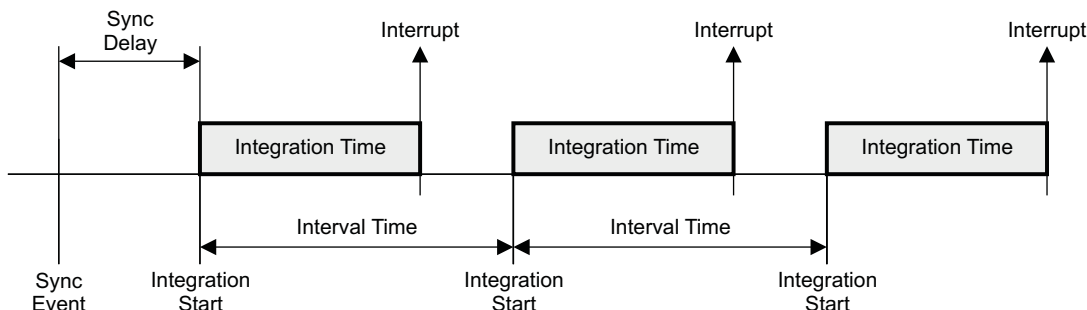 Sync
Delay
Interrupt
Interrupt
Interrupt
Integration Time
Integration Time
Integration Time
Interval Time
Interval Time
Sync
Event
Integration
Start
Integration
Start
Integration
Start